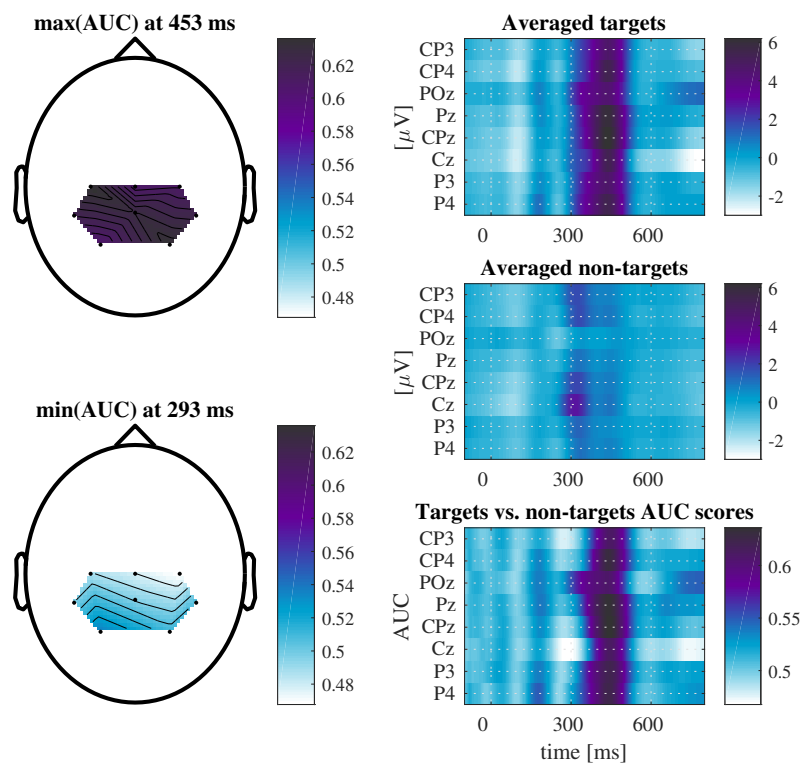 max(AUC) at 453 ms
0.62
0.6
0.58
0.56
0.54
0.52
0.5
0.48
min(AUC) at 293 ms
0.62
0.6
0.58
0.56
0.54
0.52
0.5
0.48
Averaged targets
[μV]
CP3
CP4
POz
Pz
CPz
Cz
P3
P4
0 300 600
6
4
2
0
-2
Averaged non-targets
[μV]
CP3
CP4
POz
Pz
CPz
Cz
P3
P4
0 300 600
6
4
2
0
-2
Targets vs. non-targets AUC scores
AUC
CP3
CP4
POz
Pz
CPz
Cz
P3
P4
0 300 600
time [ms]
0.6
0.55
0.5